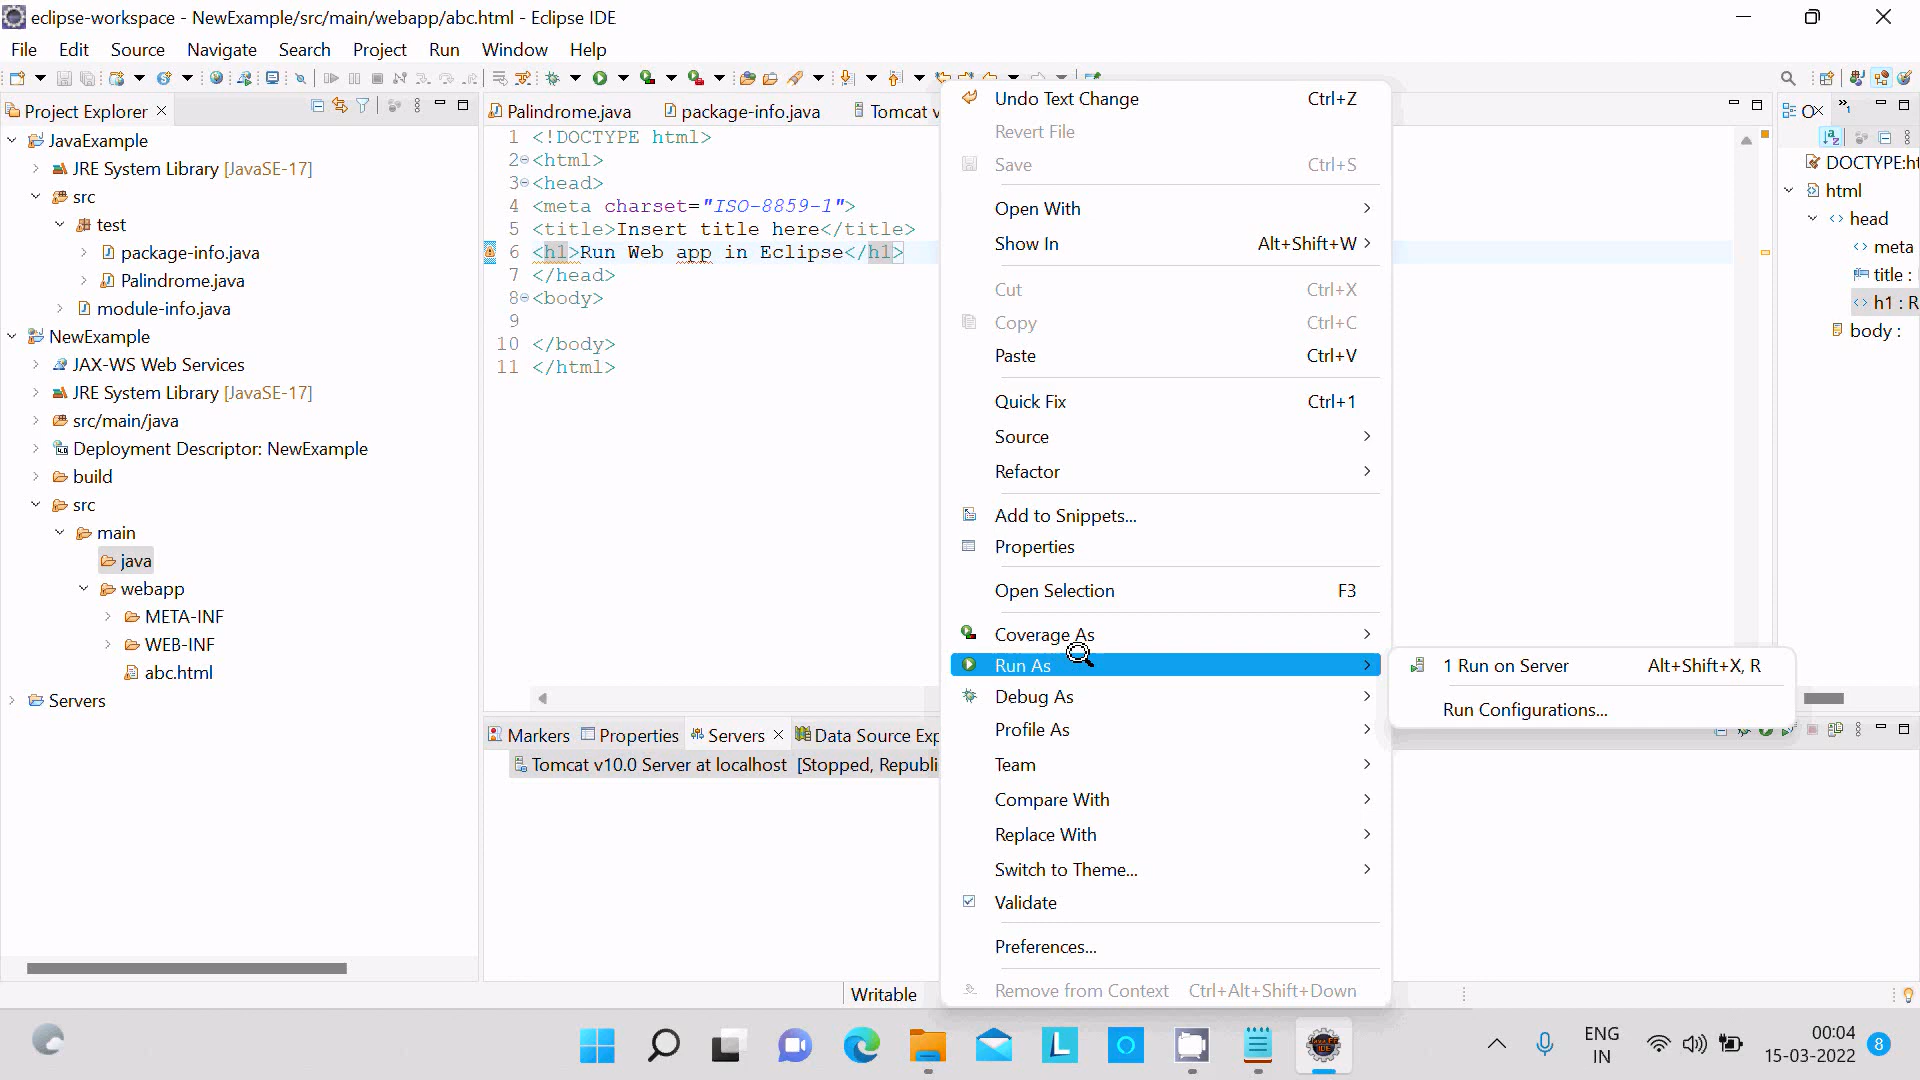 eclipse-workspace - NewExample/src/main/webapp/abc.html - Eclipse IDE
File Edit Source Navigate Search Project Run Window Help
Project Explorer
JavaExample
JRE System Library [JavaSE-17]
src
test
package-info.java
Palindrome.java
module-info.java
NewExample
JAX-WS Web Services
JRE System Library [JavaSE-17]
src/main/java
Deployment Descriptor: NewExample
build
src
main
java
webapp
META-INF
WEB-INF
abc.html
Servers
Palindrome.java package-info.java Tomcat v
1 <!DOCTYPE html>
2 <html>
3 <head>
4 <meta charset="ISO-8859-1">
5 <title>Insert title here</title>
6 <h1>Run Web app in Eclipse</h1>
7 </head>
8 <body>
9
10 </body>
11 </html>
Markers Properties Servers Data Source Exp
Tomcat v10.0 Server at localhost [Stopped, Republi
Writable
Undo Text Change Ctrl+Z
Revert File
Save Ctrl+S
Open With
Show In Alt+Shift+W
Cut Ctrl+X
Copy Ctrl+C
Paste Ctrl+V
Quick Fix Ctrl+1
Source
Refactor
Add to Snippets...
Properties
Open Selection F3
Coverage As
Run As
Debug As
Profile As
Team
Compare With
Replace With
Switch to Theme...
Validate
Preferences...
Remove from Context Ctrl+Alt+Shift+Down
1 Run on Server Alt+Shift+X, R
Run Configurations...
O
1
DOCTYPE:ht
html
head
meta
title :
h1 : R
body :
L
ENG
IN
00:04
15-03-2022
8